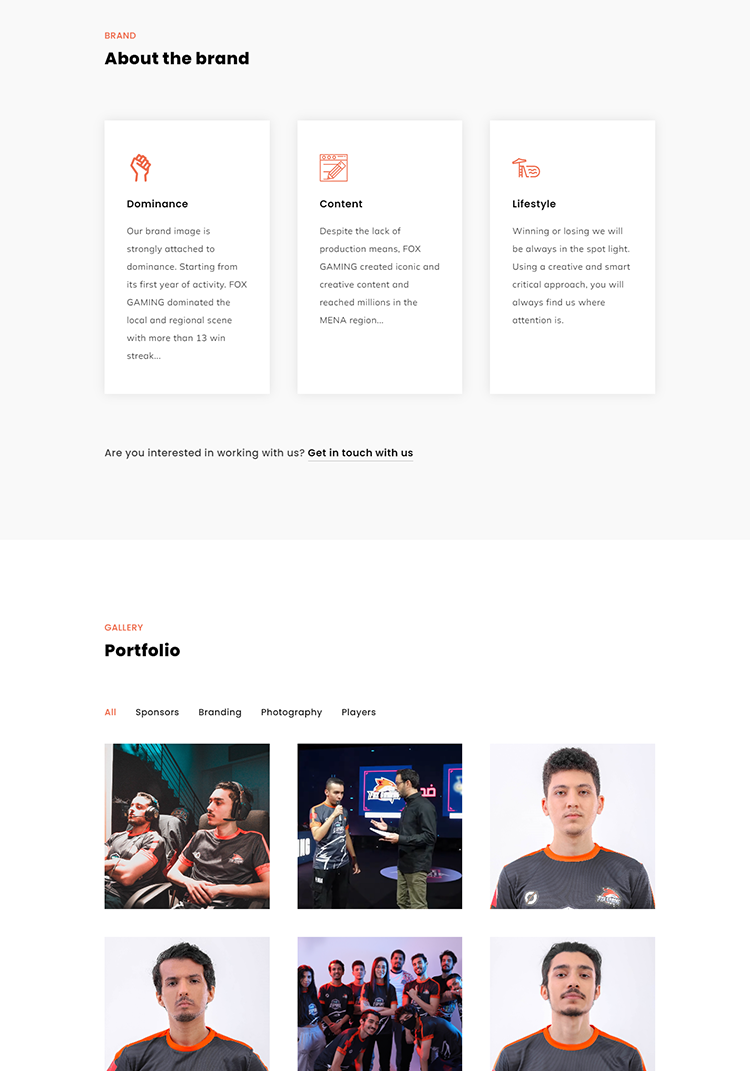 BRAND
About the brand
Dominance
Our brand image is
strongly attached to
dominance. Starting from
its first year of activity. FOX
GAMING dominated the
local and regional scene
with more than 13 win
streak...
Content
Despite the lack of
production means, FOX
GAMING created iconic and
creative content and
reached millions in the
MENA region...
Lifestyle
Winning or losing we will
be always in the spot light.
Using a creative and smart
critical approach, you will
always find us where
attention is.
Are you interested in working with us? Get in touch with us
GALLERY
Portfolio
All Sponsors Branding Photography Players